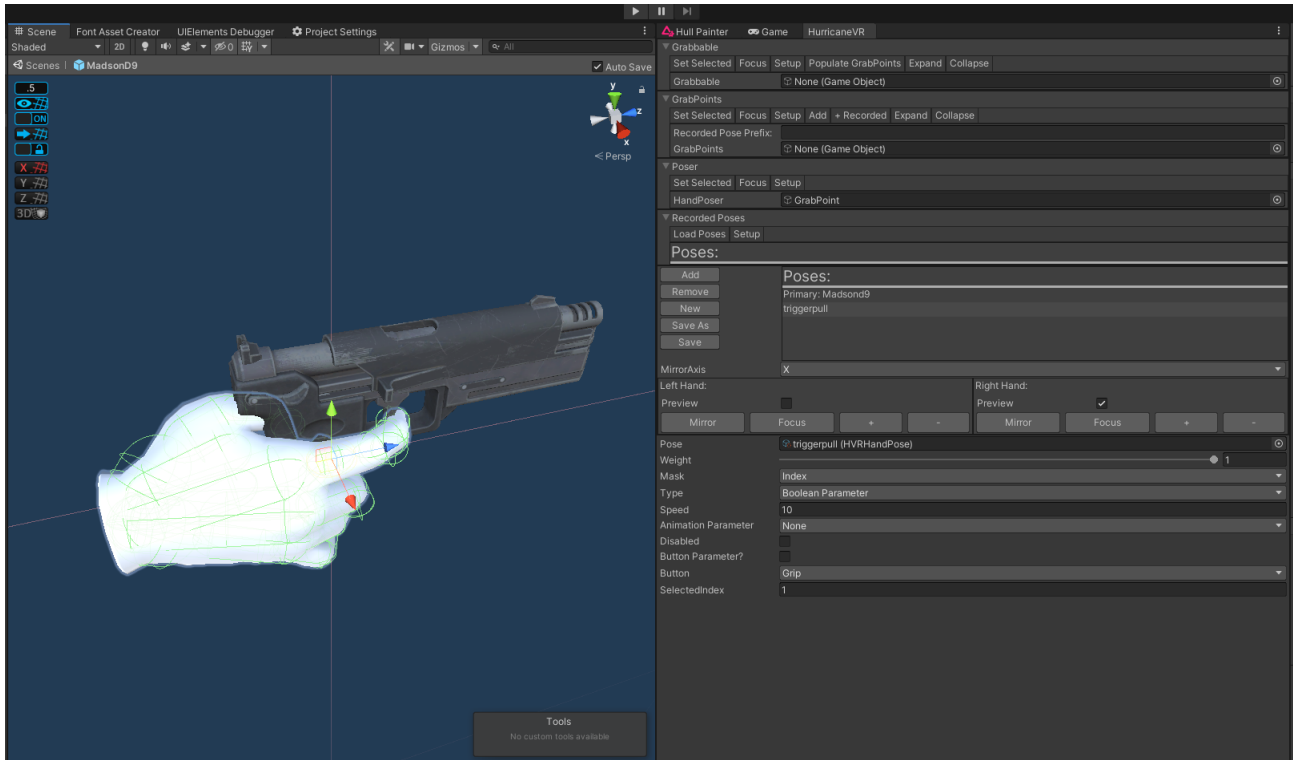 Scene Font Asset Creator UIElements Debugger Project Settings
Shaded 2D 0 Gizmos All
Scenes | MadsonD9 Auto Save
.5
ON
X
Y
Z
3D
y
z
x
< Persp
Tools
No custom tools available
Hull Painter Game HurricaneVR
Grabbable
Set Selected Focus Setup Populate GrabPoints Expand Collapse
Grabbable None (Game Object)
GrabPoints
Set Selected Focus Setup Add + Recorded Expand Collapse
Recorded Pose Prefix:
GrabPoints None (Game Object)
Poser
Set Selected Focus Setup
HandPoser GrabPoint
Recorded Poses
Load Poses Setup
Poses:
Add Poses:
Remove Primary: Madsond9
New triggerpull
Save As
Save
MirrorAxis X
Left Hand: Right Hand:
Preview Preview
Mirror Focus + - Mirror Focus + -
Pose triggerpull (HVRHandPose)
Weight 1
Mask Index
Type Boolean Parameter
Speed 10
Animation Parameter None
Disabled
Button Parameter?
Button Grip
SelectedIndex 1